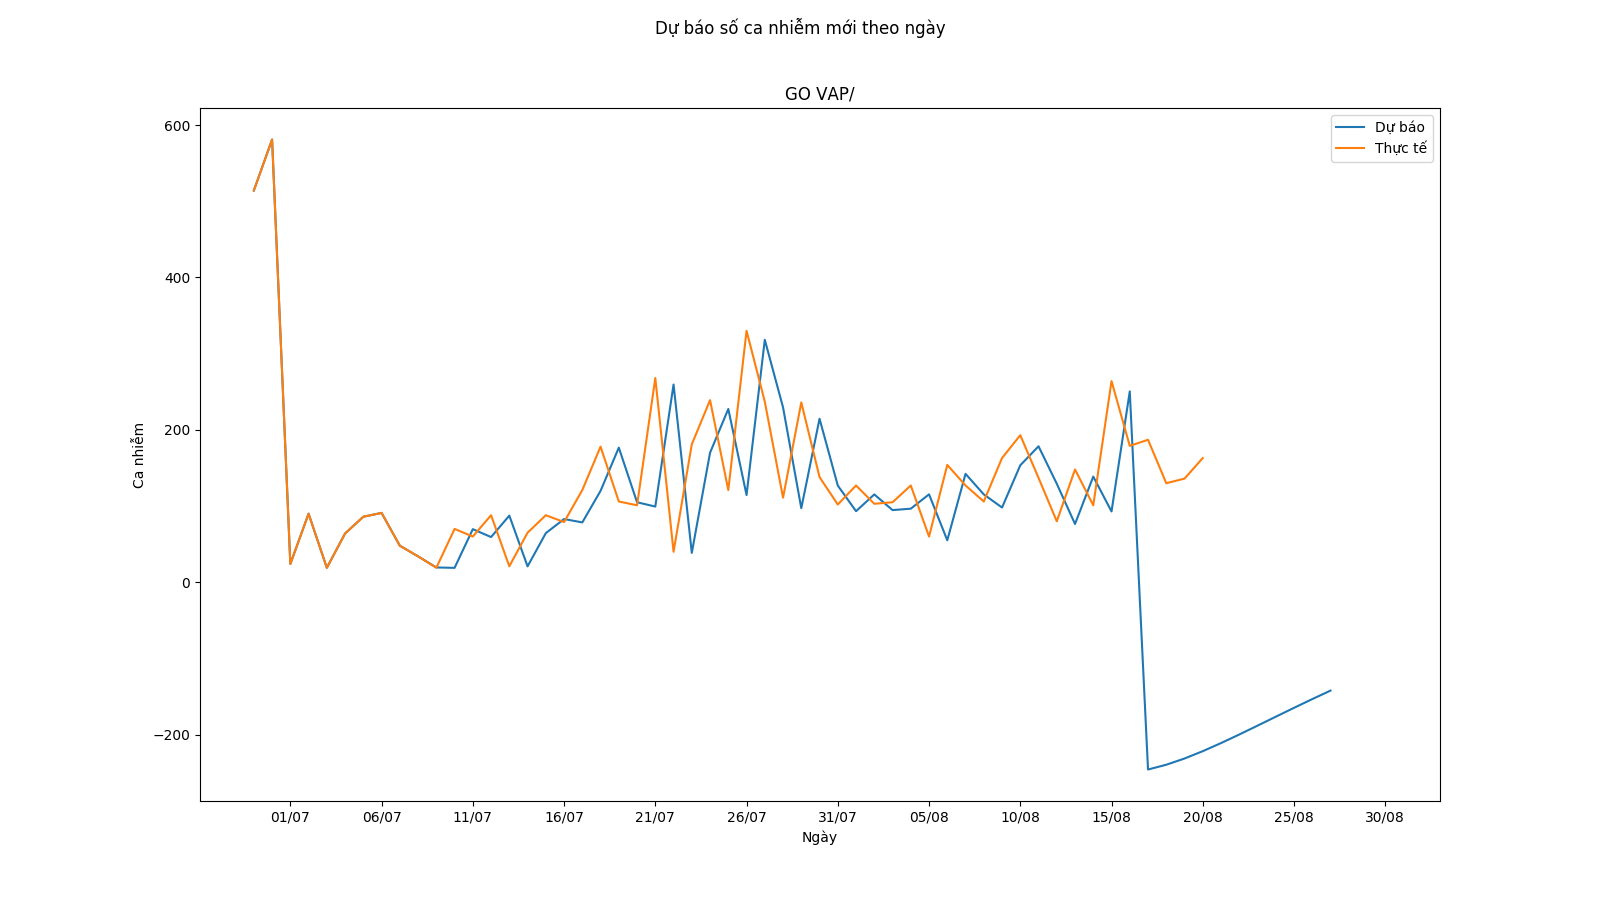 Dự báo số ca nhiễm mới theo ngày
GO VAP/
600
400
200
0
−200
Ca nhiễm
Dự báo
Thực tế
01/07 06/07 11/07 16/07 21/07 26/07 31/07 05/08 10/08 15/08 20/08 25/08 30/08
Ngày